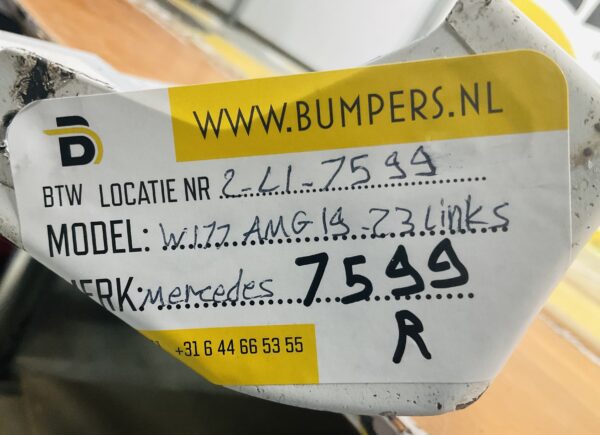 WWW.BUMPERS.NL
BTW LOCATIE NR 2-L1-7599
MODEL: W177 AMG 19-23 Links
MERK: Mercedes 7599
R
+31 6 44 66 53 55